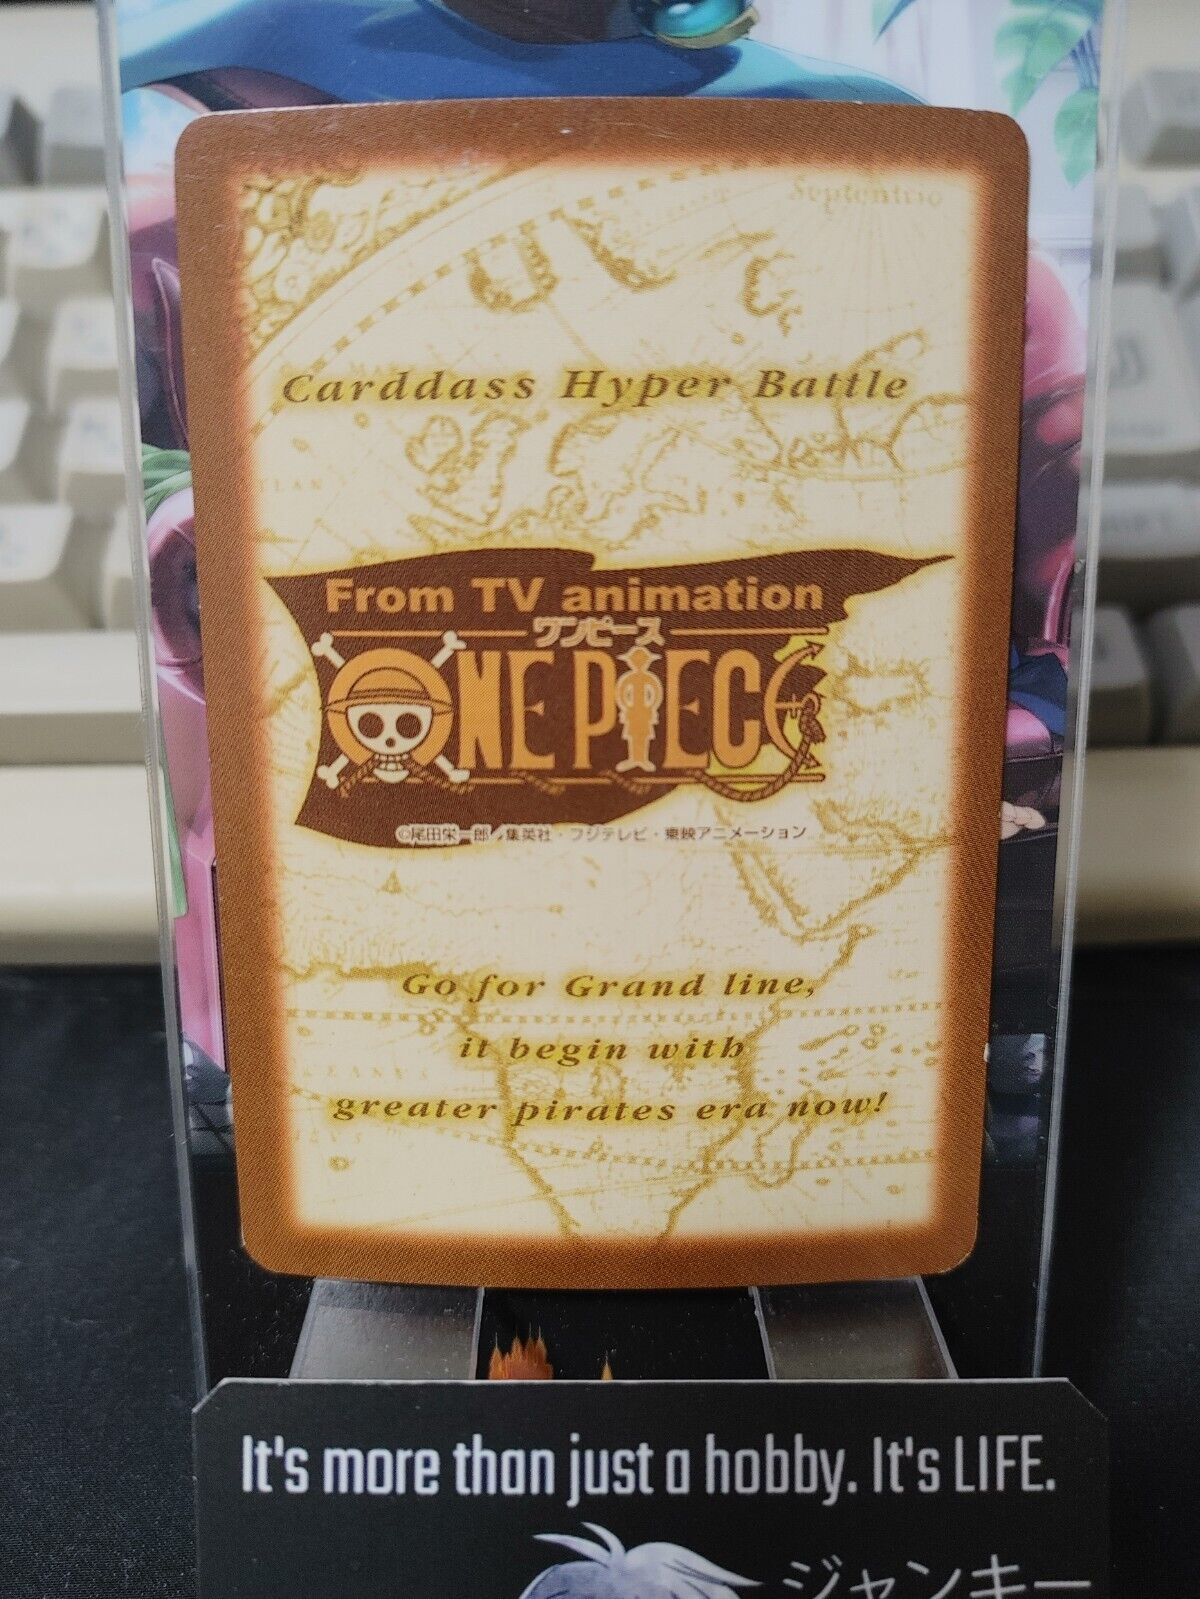 Septentrio
Carddass Hyper Battle
From TV animation
ワンピース
ONE PIECE
©尾田栄一郎/集英社・フジテレビ・東映アニメーション
Go for Grand line,
it begin with
greater pirates era now!
It's more than just a hobby. It's LIFE.
ジャンキー